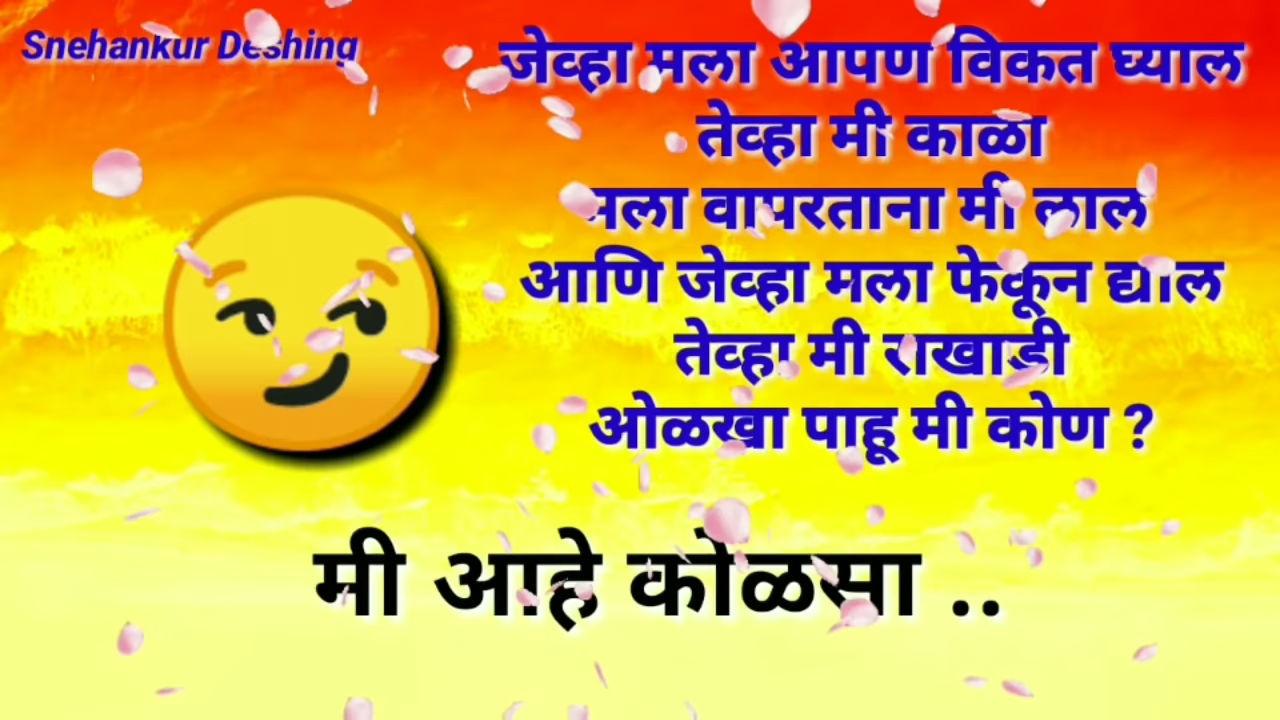 Snehankur Deshing
जेव्हा मला आपण विकत घ्याल
तेव्हा मी काळा
मला वापरताना मी लाल
आणि जेव्हा मला फेकून द्याल
तेव्हा मी राखाडी
ओळखा पाहू मी कोण ?
मी आहे कोळसा ..